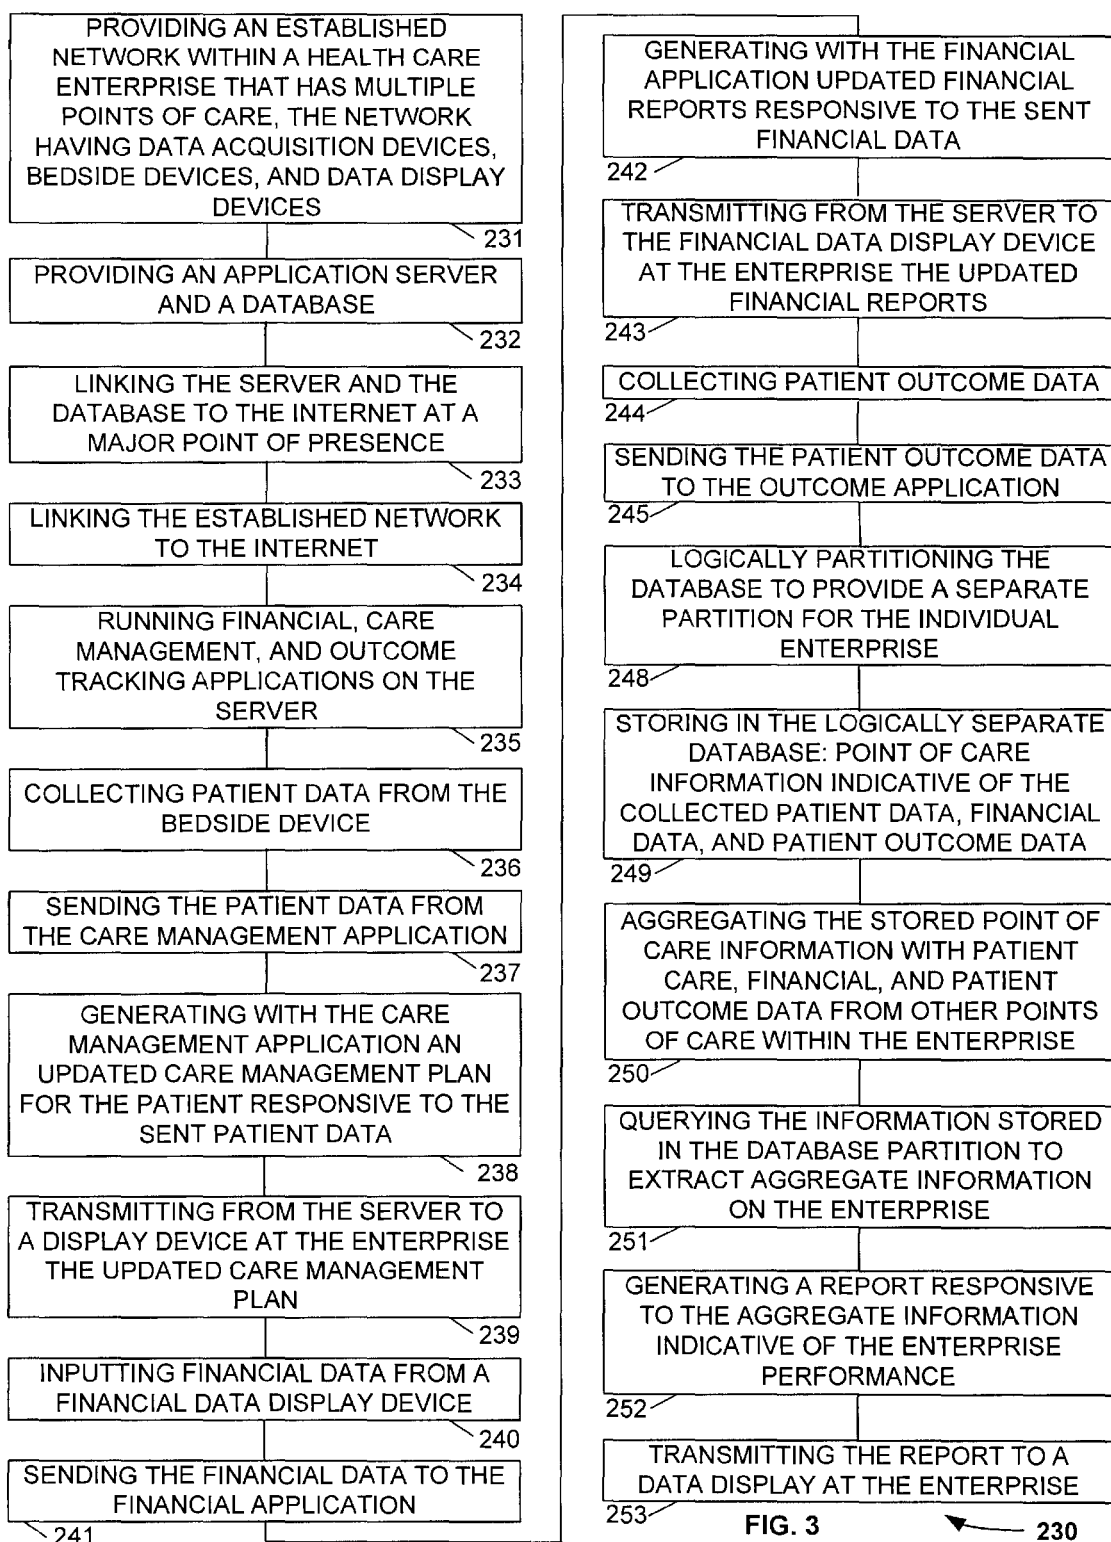 PROVIDING AN ESTABLISHED
NETWORK WITHIN A HEALTH CARE
ENTERPRISE THAT HAS MULTIPLE
POINTS OF CARE, THE NETWORK
HAVING DATA ACQUISITION DEVICES,
BEDSIDE DEVICES, AND DATA DISPLAY
DEVICES
231
PROVIDING AN APPLICATION SERVER
AND A DATABASE
232
LINKING THE SERVER AND THE
DATABASE TO THE INTERNET AT A
MAJOR POINT OF PRESENCE
233
LINKING THE ESTABLISHED NETWORK
TO THE INTERNET
234
RUNNING FINANCIAL, CARE
MANAGEMENT, AND OUTCOME
TRACKING APPLICATIONS ON THE
SERVER
235
COLLECTING PATIENT DATA FROM THE
BEDSIDE DEVICE
236
SENDING THE PATIENT DATA FROM
THE CARE MANAGEMENT APPLICATION
237
GENERATING WITH THE CARE
MANAGEMENT APPLICATION AN
UPDATED CARE MANAGEMENT PLAN
FOR THE PATIENT RESPONSIVE TO THE
SENT PATIENT DATA
238
TRANSMITTING FROM THE SERVER TO
A DISPLAY DEVICE AT THE ENTERPRISE
THE UPDATED CARE MANAGEMENT
PLAN
239
INPUTTING FINANCIAL DATA FROM A
FINANCIAL DATA DISPLAY DEVICE
240
SENDING THE FINANCIAL DATA TO THE
FINANCIAL APPLICATION
241
GENERATING WITH THE FINANCIAL
APPLICATION UPDATED FINANCIAL
REPORTS RESPONSIVE TO THE SENT
FINANCIAL DATA
242
TRANSMITTING FROM THE SERVER TO
THE FINANCIAL DATA DISPLAY DEVICE
AT THE ENTERPRISE THE UPDATED
FINANCIAL REPORTS
243
COLLECTING PATIENT OUTCOME DATA
244
SENDING THE PATIENT OUTCOME DATA
TO THE OUTCOME APPLICATION
245
LOGICALLY PARTITIONING THE
DATABASE TO PROVIDE A SEPARATE
PARTITION FOR THE INDIVIDUAL
ENTERPRISE
248
STORING IN THE LOGICALLY SEPARATE
DATABASE: POINT OF CARE
INFORMATION INDICATIVE OF THE
COLLECTED PATIENT DATA, FINANCIAL
DATA, AND PATIENT OUTCOME DATA
249
AGGREGATING THE STORED POINT OF
CARE INFORMATION WITH PATIENT
CARE, FINANCIAL, AND PATIENT
OUTCOME DATA FROM OTHER POINTS
OF CARE WITHIN THE ENTERPRISE
250
QUERYING THE INFORMATION STORED
IN THE DATABASE PARTITION TO
EXTRACT AGGREGATE INFORMATION
ON THE ENTERPRISE
251
GENERATING A REPORT RESPONSIVE
TO THE AGGREGATE INFORMATION
INDICATIVE OF THE ENTERPRISE
PERFORMANCE
252
TRANSMITTING THE REPORT TO A
DATA DISPLAY AT THE ENTERPRISE
253
FIG. 3
230